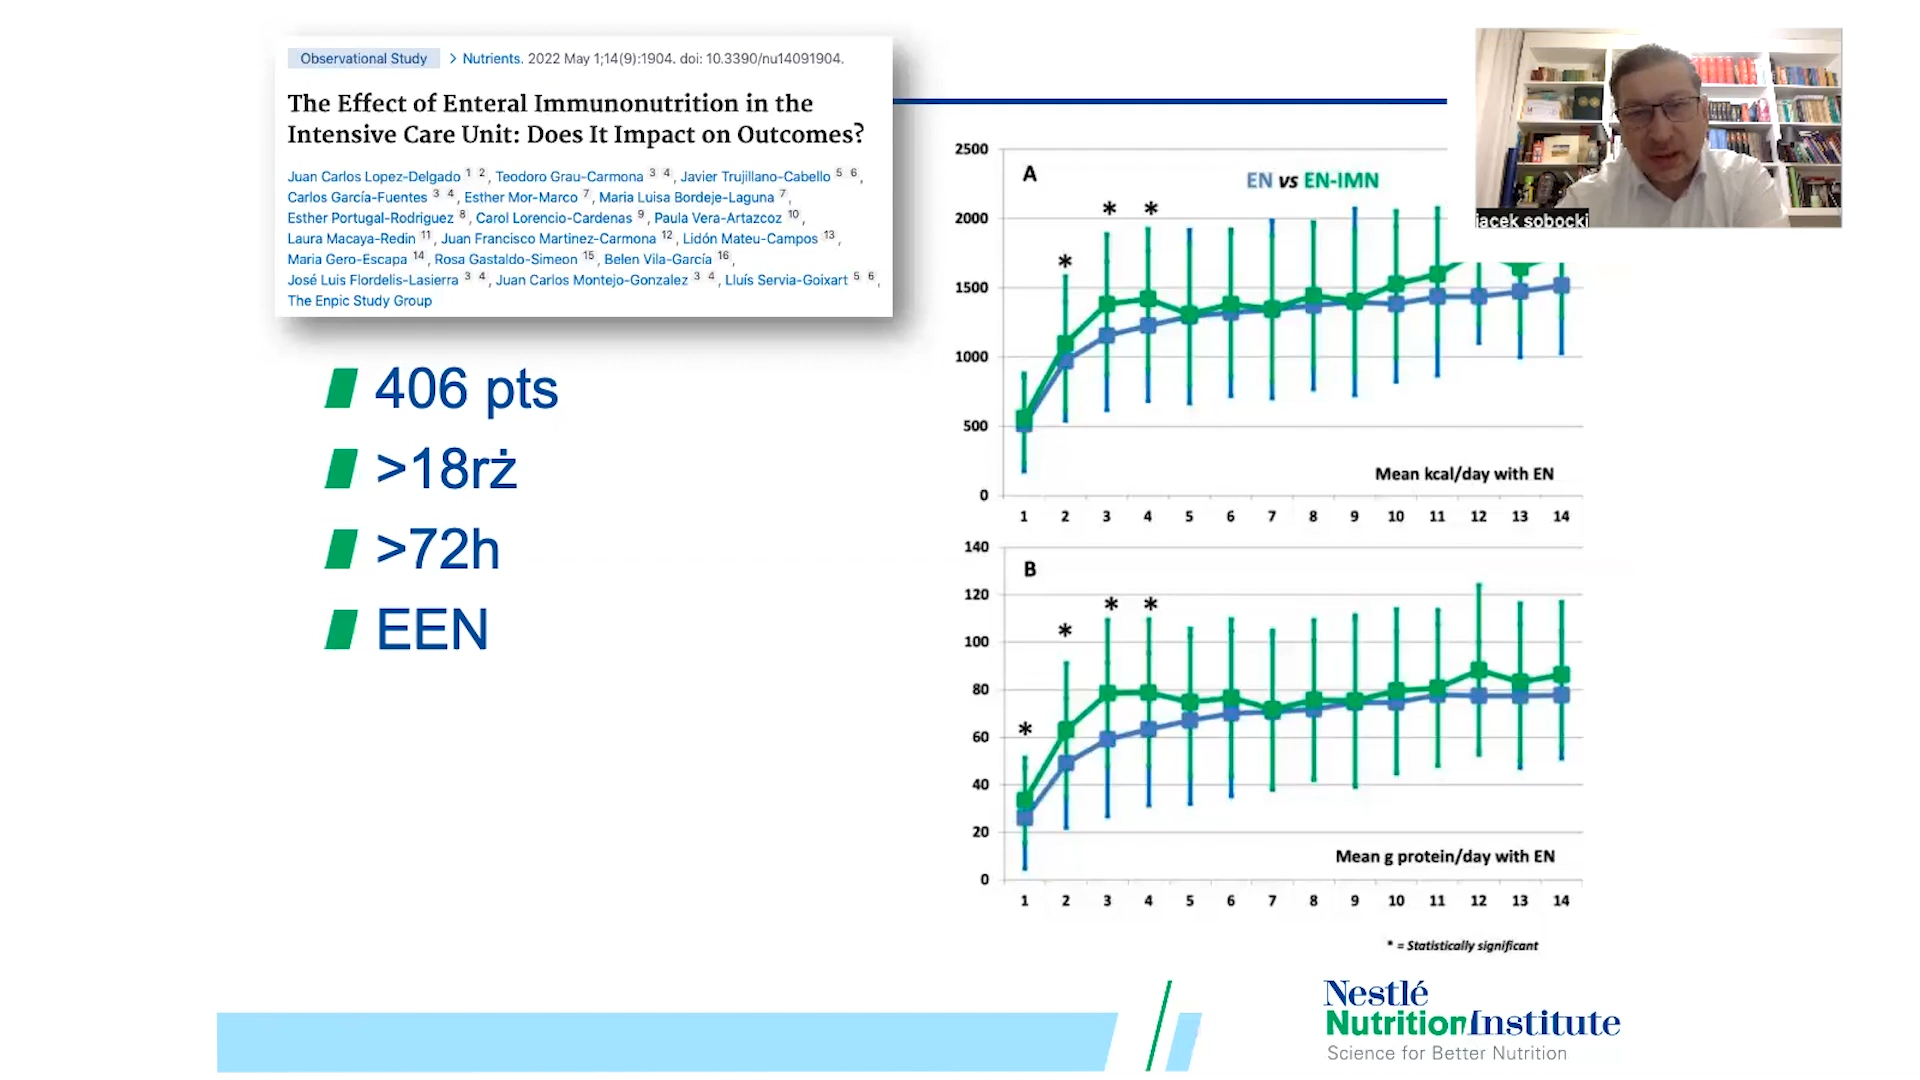 Observational Study > Nutrients. 2022 May 1;14(9):1904. doi: 10.3390/nu14091904.
The Effect of Enteral Immunonutrition in the
Intensive Care Unit: Does It Impact on Outcomes?
Juan Carlos Lopez-Delgado 1 2, Teodoro Grau-Carmona 3 4, Javier Trujillano-Cabello 5 6,
Carlos García-Fuentes 3 4, Esther Mor-Marco 7, Maria Luisa Bordeje-Laguna 7,
Esther Portugal-Rodriguez 8, Carol Lorencio-Cardenas 9, Paula Vera-Artazcoz 10,
Laura Macaya-Redin 11, Juan Francisco Martinez-Carmona 12, Lidón Mateu-Campos 13,
Maria Gero-Escapa 14, Rosa Gastaldo-Simeon 15, Belen Vila-García 16,
José Luis Flordelis-Lasierra 3 4, Juan Carlos Montejo-Gonzalez 3 4, Lluís Servia-Goixart 5 6,
The Enpic Study Group
406 pts
>18rż
>72h
EEN
jacek sobocki
A
EN vs EN-IMN
2500
2000
1500
1000
500
0
* * *
Mean kcal/day with EN
1 2 3 4 5 6 7 8 9 10 11 12 13 14
B
140
120
100
80
60
40
20
0
* * * *
Mean g protein/day with EN
1 2 3 4 5 6 7 8 9 10 11 12 13 14
* = Statistically significant
Nestlé
NutritionInstitute
Science for Better Nutrition